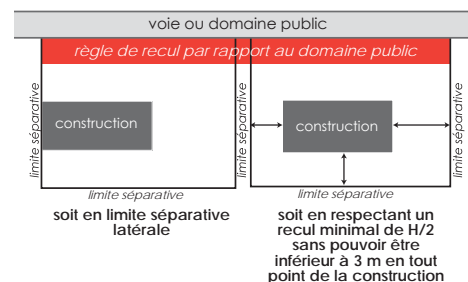 voie ou domaine public
règle de recul par rapport au domaine public
limite séparative
construction
limite séparative
limite séparative
construction
limite séparative
limite séparative
limite séparative
soit en limite séparative
latérale
soit en respectant un
recul minimal de H/2
sans pouvoir être
inférieur à 3 m en tout
point de la construction